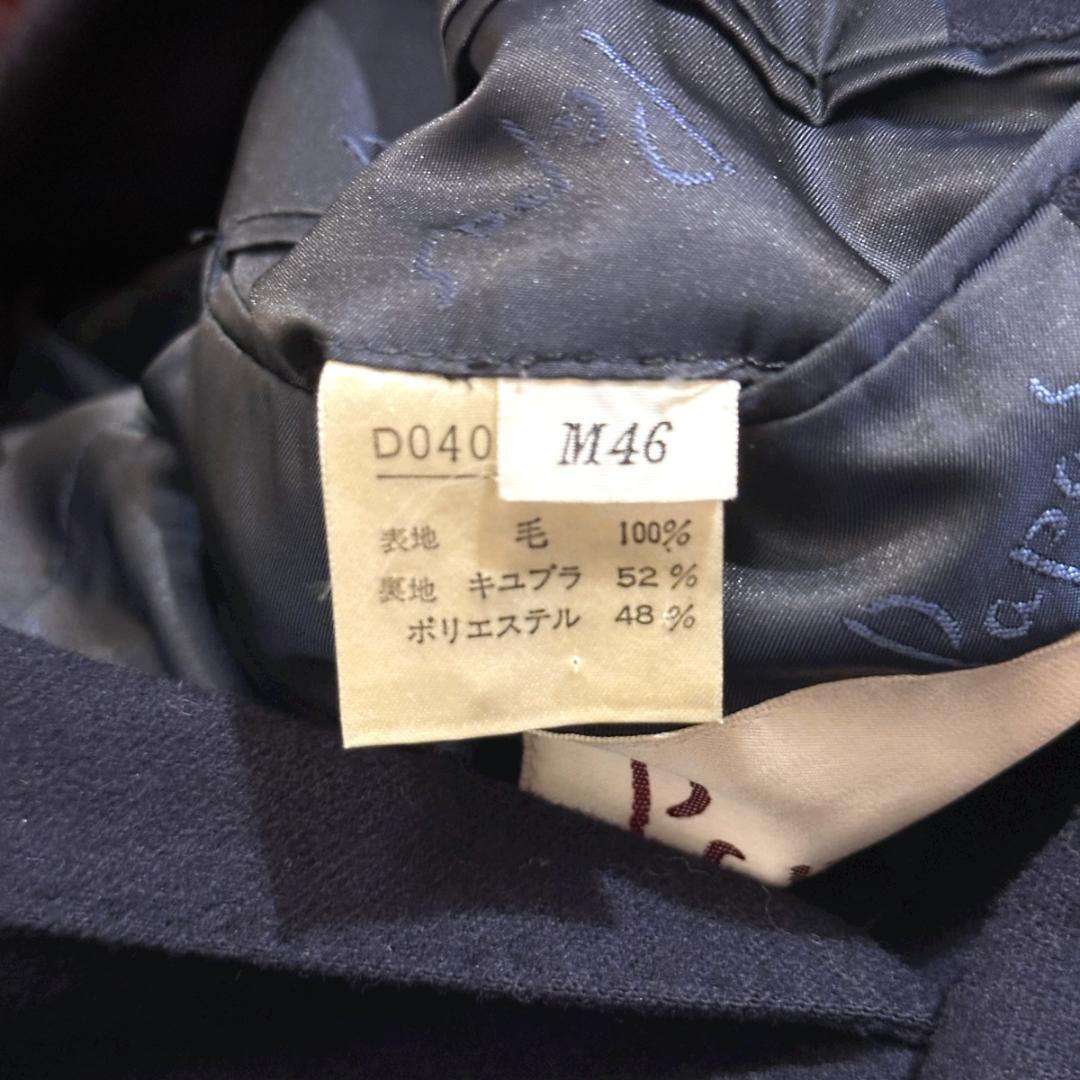 D040
M46
表地 毛 100%
裏地 キユプラ 52%
ポリエステル 48%
Papas